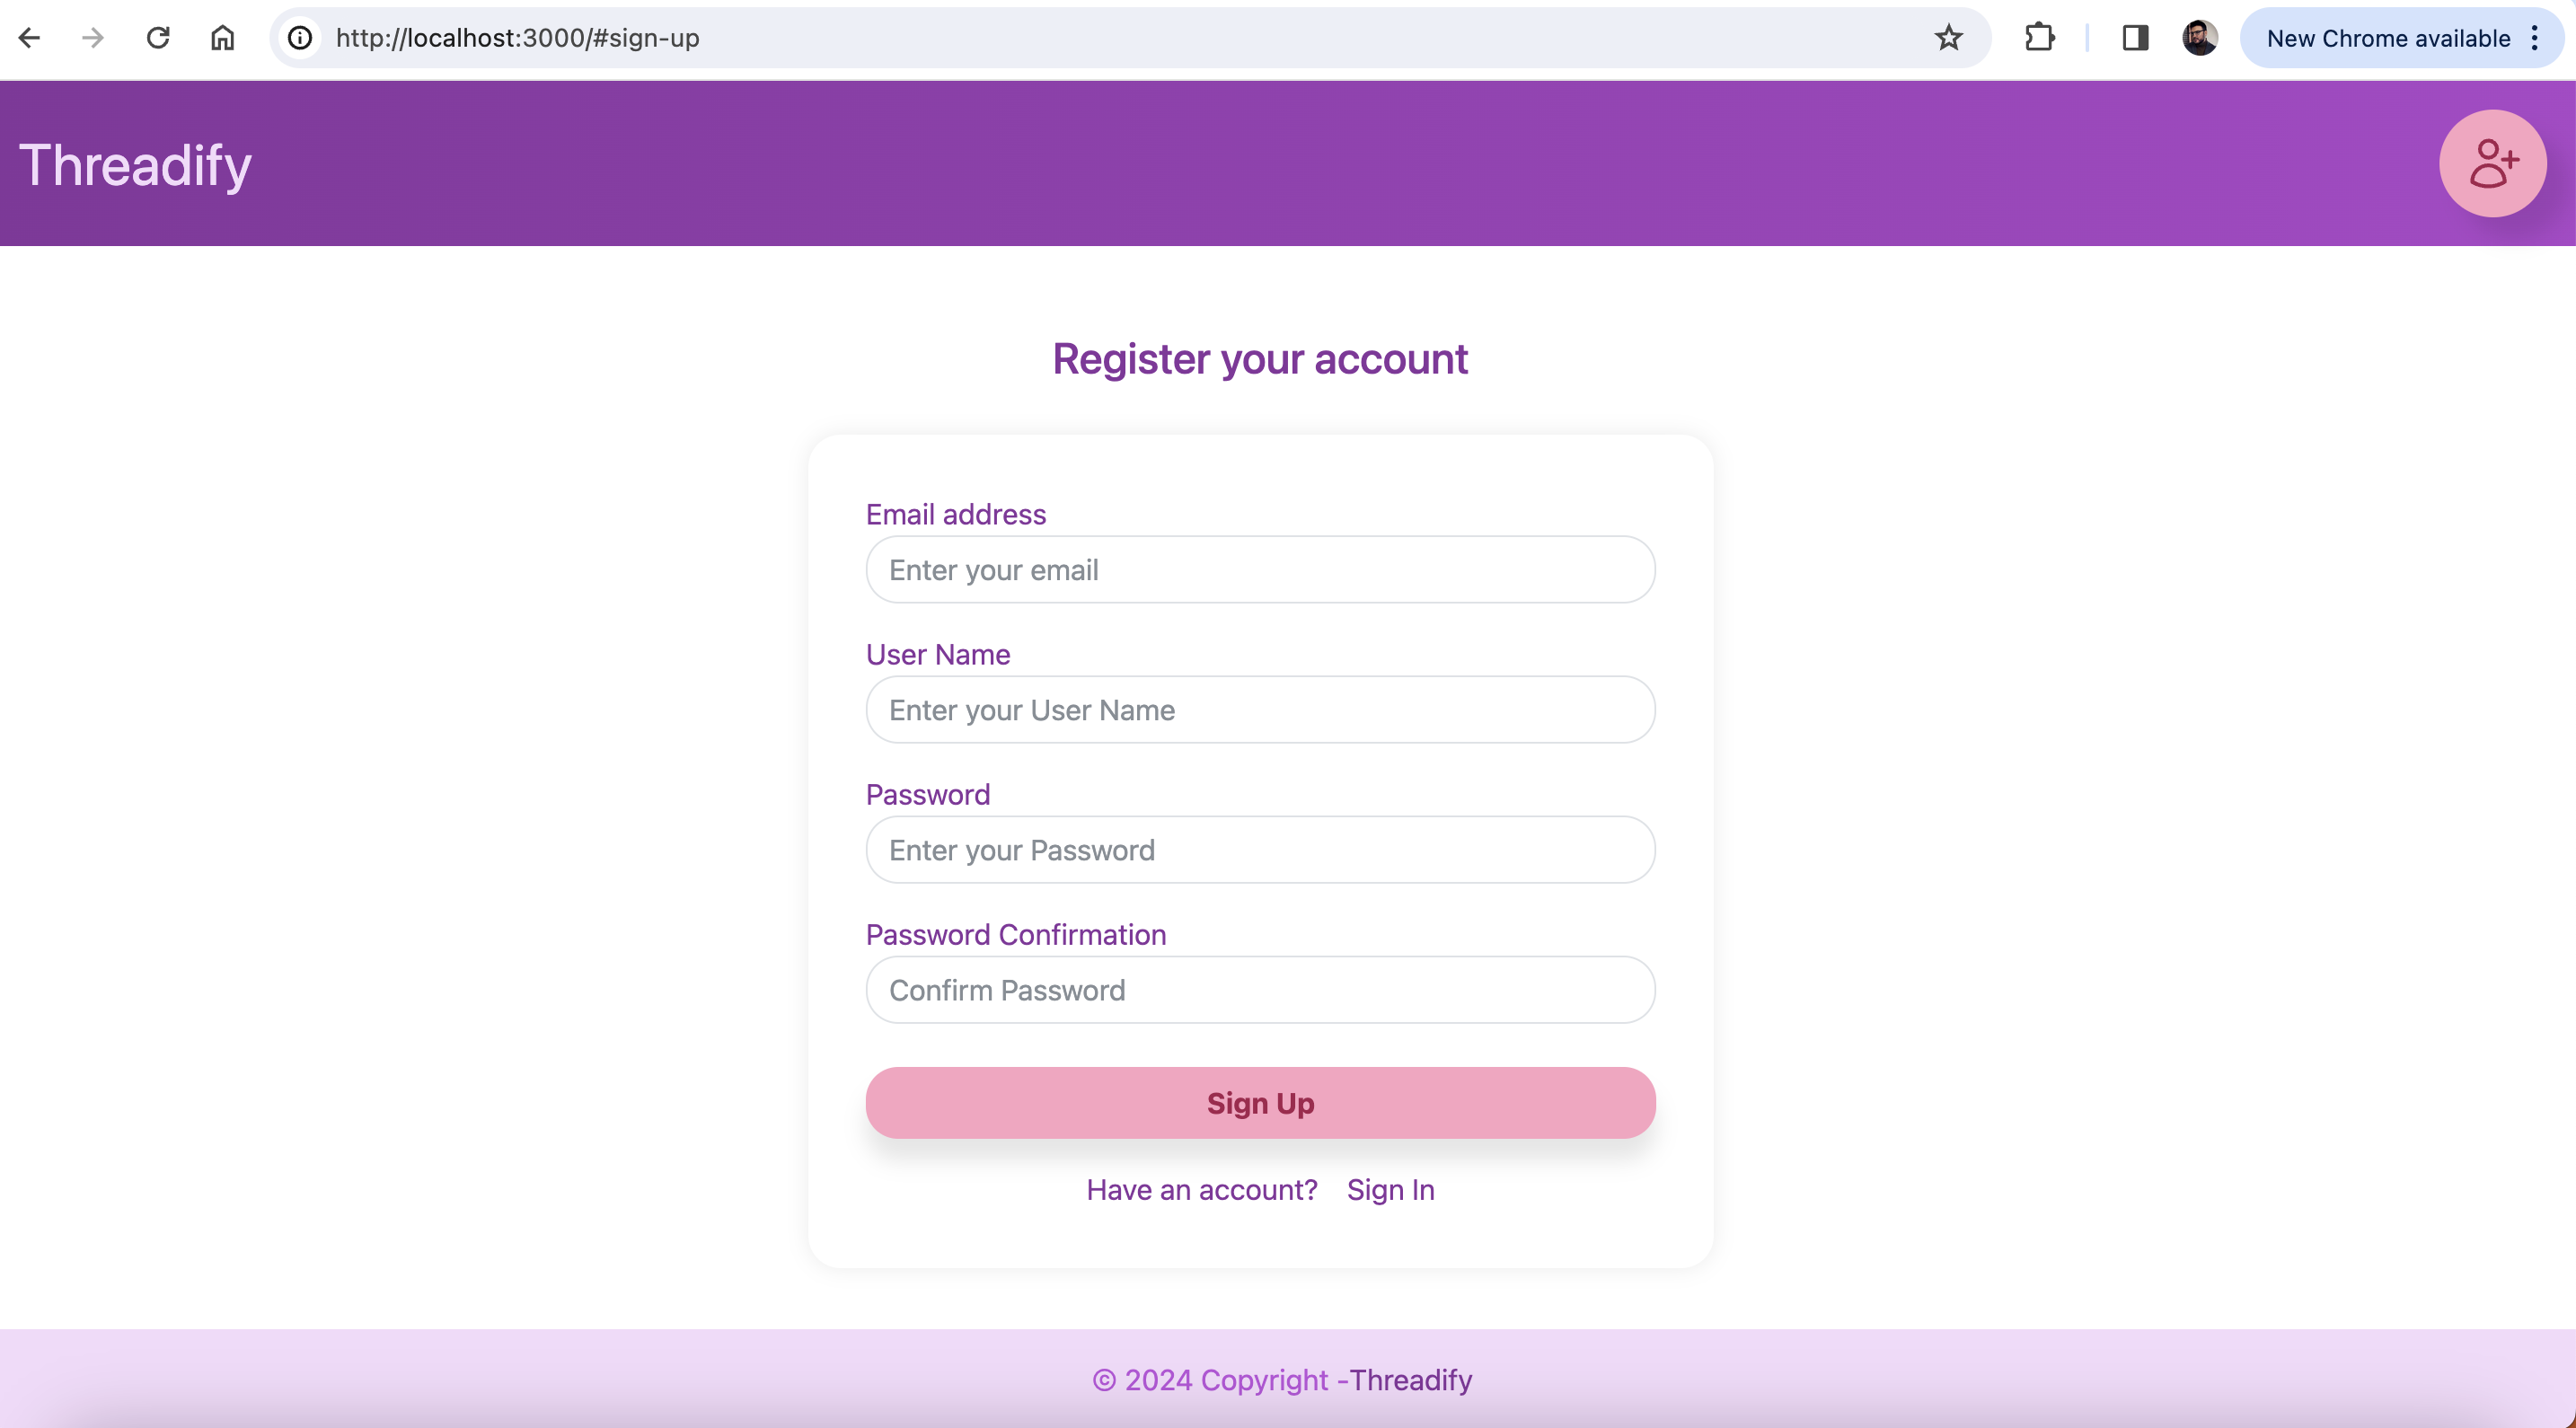 http://localhost:3000/#sign-up
New Chrome available
Threadify
Register your account
Email address
Enter your email
User Name
Enter your User Name
Password
Enter your Password
Password Confirmation
Confirm Password
Sign Up
Have an account? Sign In
© 2024 Copyright -Threadify